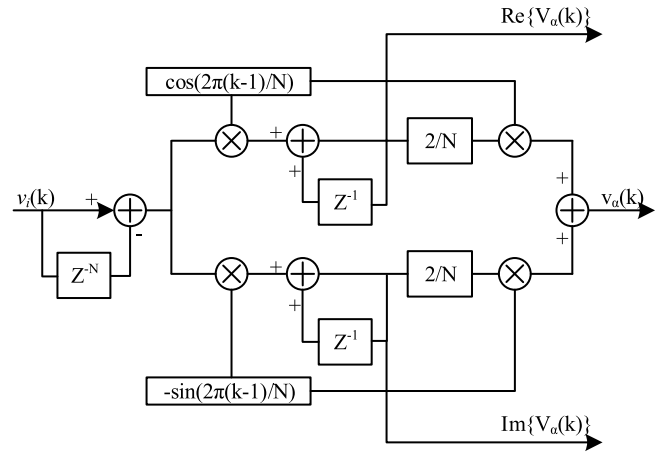 Re{Vα(k)}
cos(2π(k-1)/N)
+
+
2/N
+
Z⁻¹
vᵢ(k)
+
-
vα(k)
+
Z⁻ᴺ
+
+
2/N
Z⁻¹
-sin(2π(k-1)/N)
Im{Vα(k)}